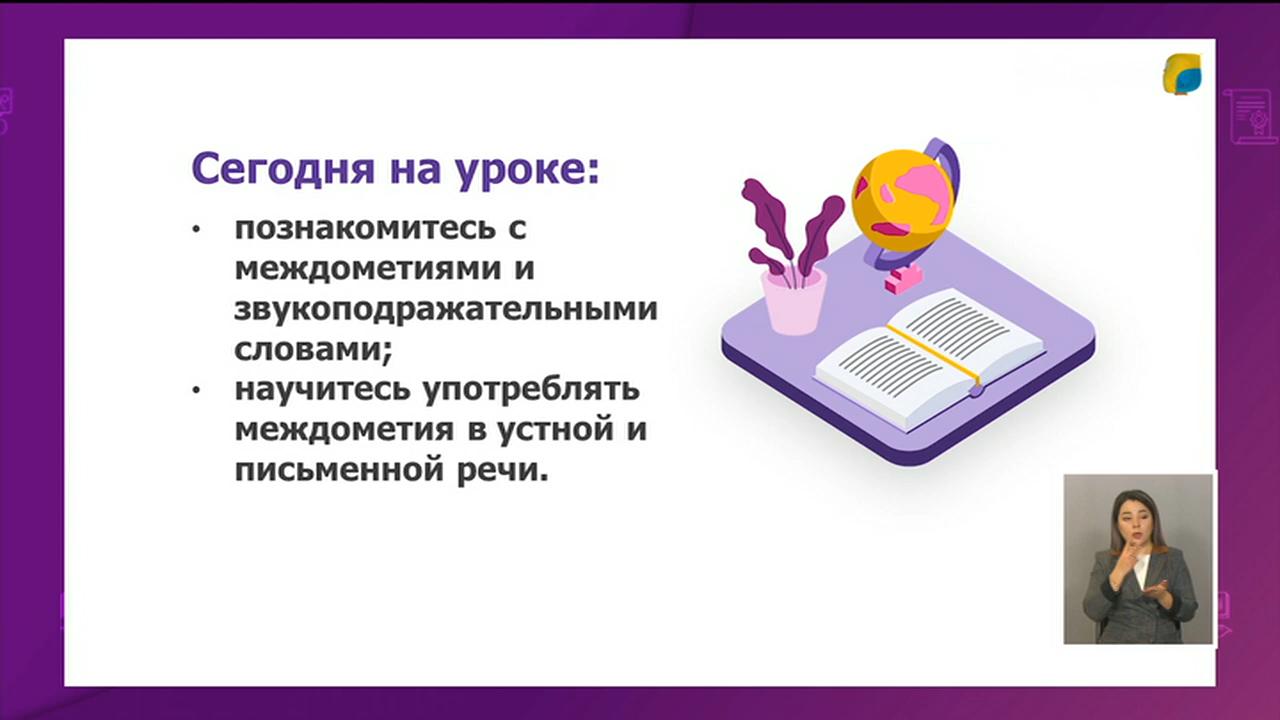 Сегодня на уроке:
• познакомитесь с
междометиями и
звукоподражательными
словами;
• научитесь употреблять
междометия в устной и
письменной речи.